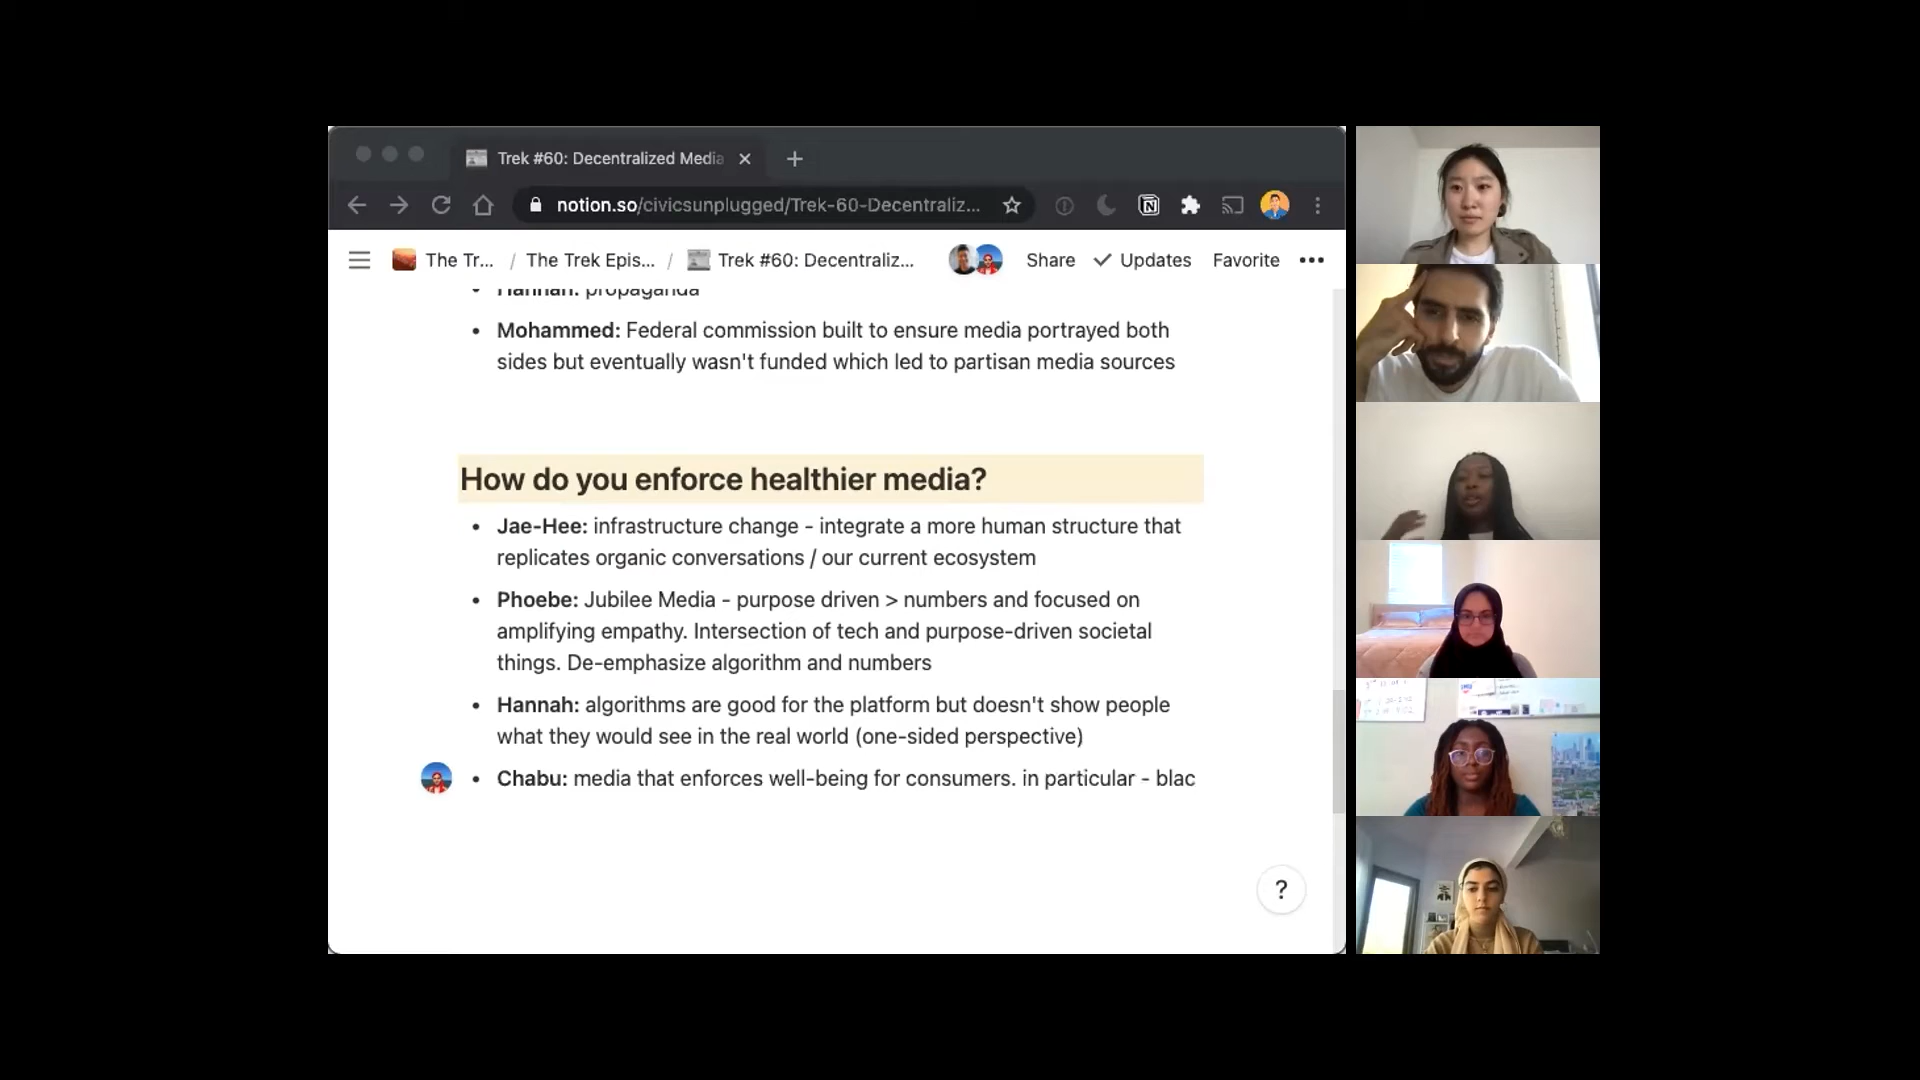 Trek #60: Decentralized Media
notion.so/civicsunplugged/Trek-60-Decentraliz...
The Tr... / The Trek Epis... / Trek #60: Decentraliz...
Share
Updates
Favorite
Hannah: propaganda
Mohammed: Federal commission built to ensure media portrayed both
sides but eventually wasn't funded which led to partisan media sources
How do you enforce healthier media?
Jae-Hee: infrastructure change - integrate a more human structure that
replicates organic conversations / our current ecosystem
Phoebe: Jubilee Media - purpose driven > numbers and focused on
amplifying empathy. Intersection of tech and purpose-driven societal
things. De-emphasize algorithm and numbers
Hannah: algorithms are good for the platform but doesn't show people
what they would see in the real world (one-sided perspective)
Chabu: media that enforces well-being for consumers. in particular - blac
?